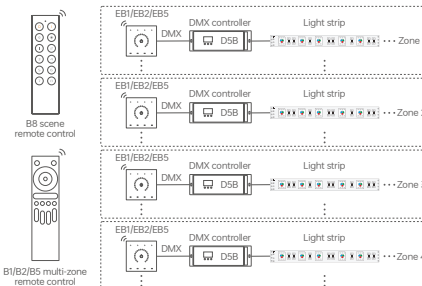 EB1/EB2/EB5
DMX controller
Light strip
DMX
D5B
Zone
B8 scene
remote control
EB1/EB2/EB5
DMX controller
Light strip
DMX
D5B
Zone
EB1/EB2/EB5
DMX controller
Light strip
DMX
D5B
Zone
B1/B2/B5 multi-zone
remote control
EB1/EB2/EB5
DMX controller
Light strip
DMX
D5B
Zone 4